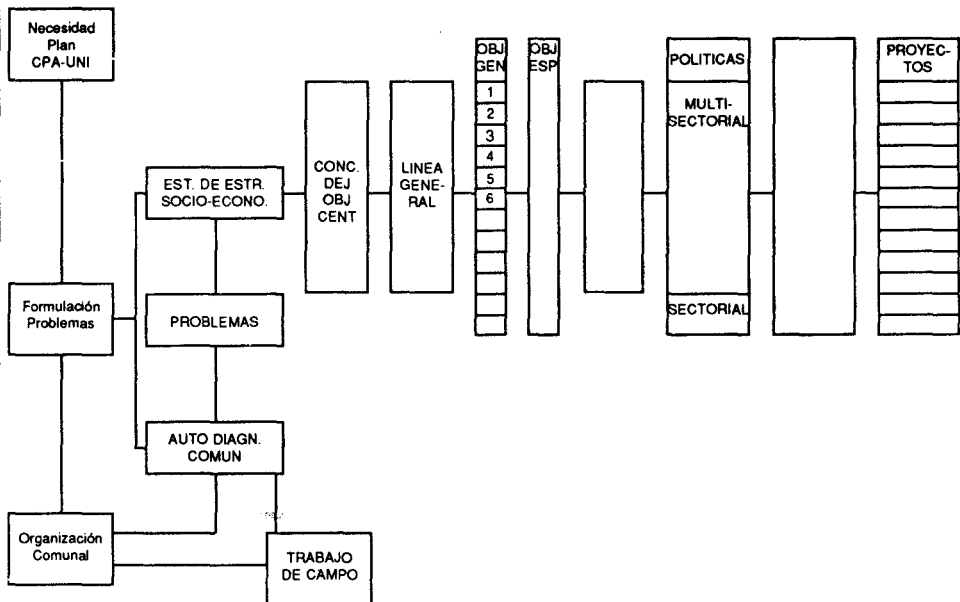 Necesidad
Plan
CPA-UNI
Formulación
Problemas
Organización
Comunal
EST. DE ESTR.
SOCIO-ECONO.
PROBLEMAS
AUTO DIAGN.
COMUN
TRABAJO
DE CAMPO
CONC.
DEJ
OBJ
CENT
LINEA
GENE-
RAL
OBJ
GEN
1
2
3
4
5
6
OBJ
ESP
POLITICAS
MULTI-
SECTORIAL
SECTORIAL
PROYEC-
TOS